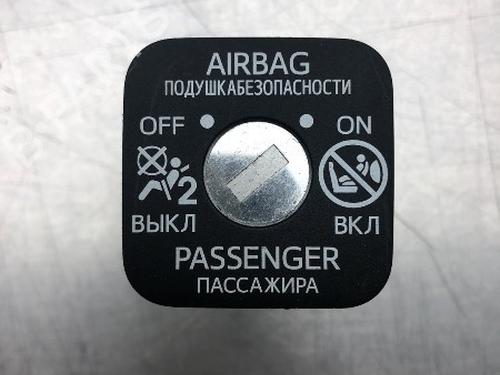 AIRBAG
ПОДУШКАБЕЗОПАСНОСТИ
OFF ON
2
ВЫКЛ ВКЛ
PASSENGER
ПАССАЖИРА